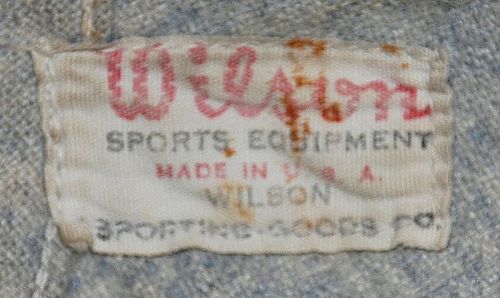 Wilson
SPORTS EQUIPMENT
MADE IN U.S.A.
WILSON
SPORTING GOODS CO.